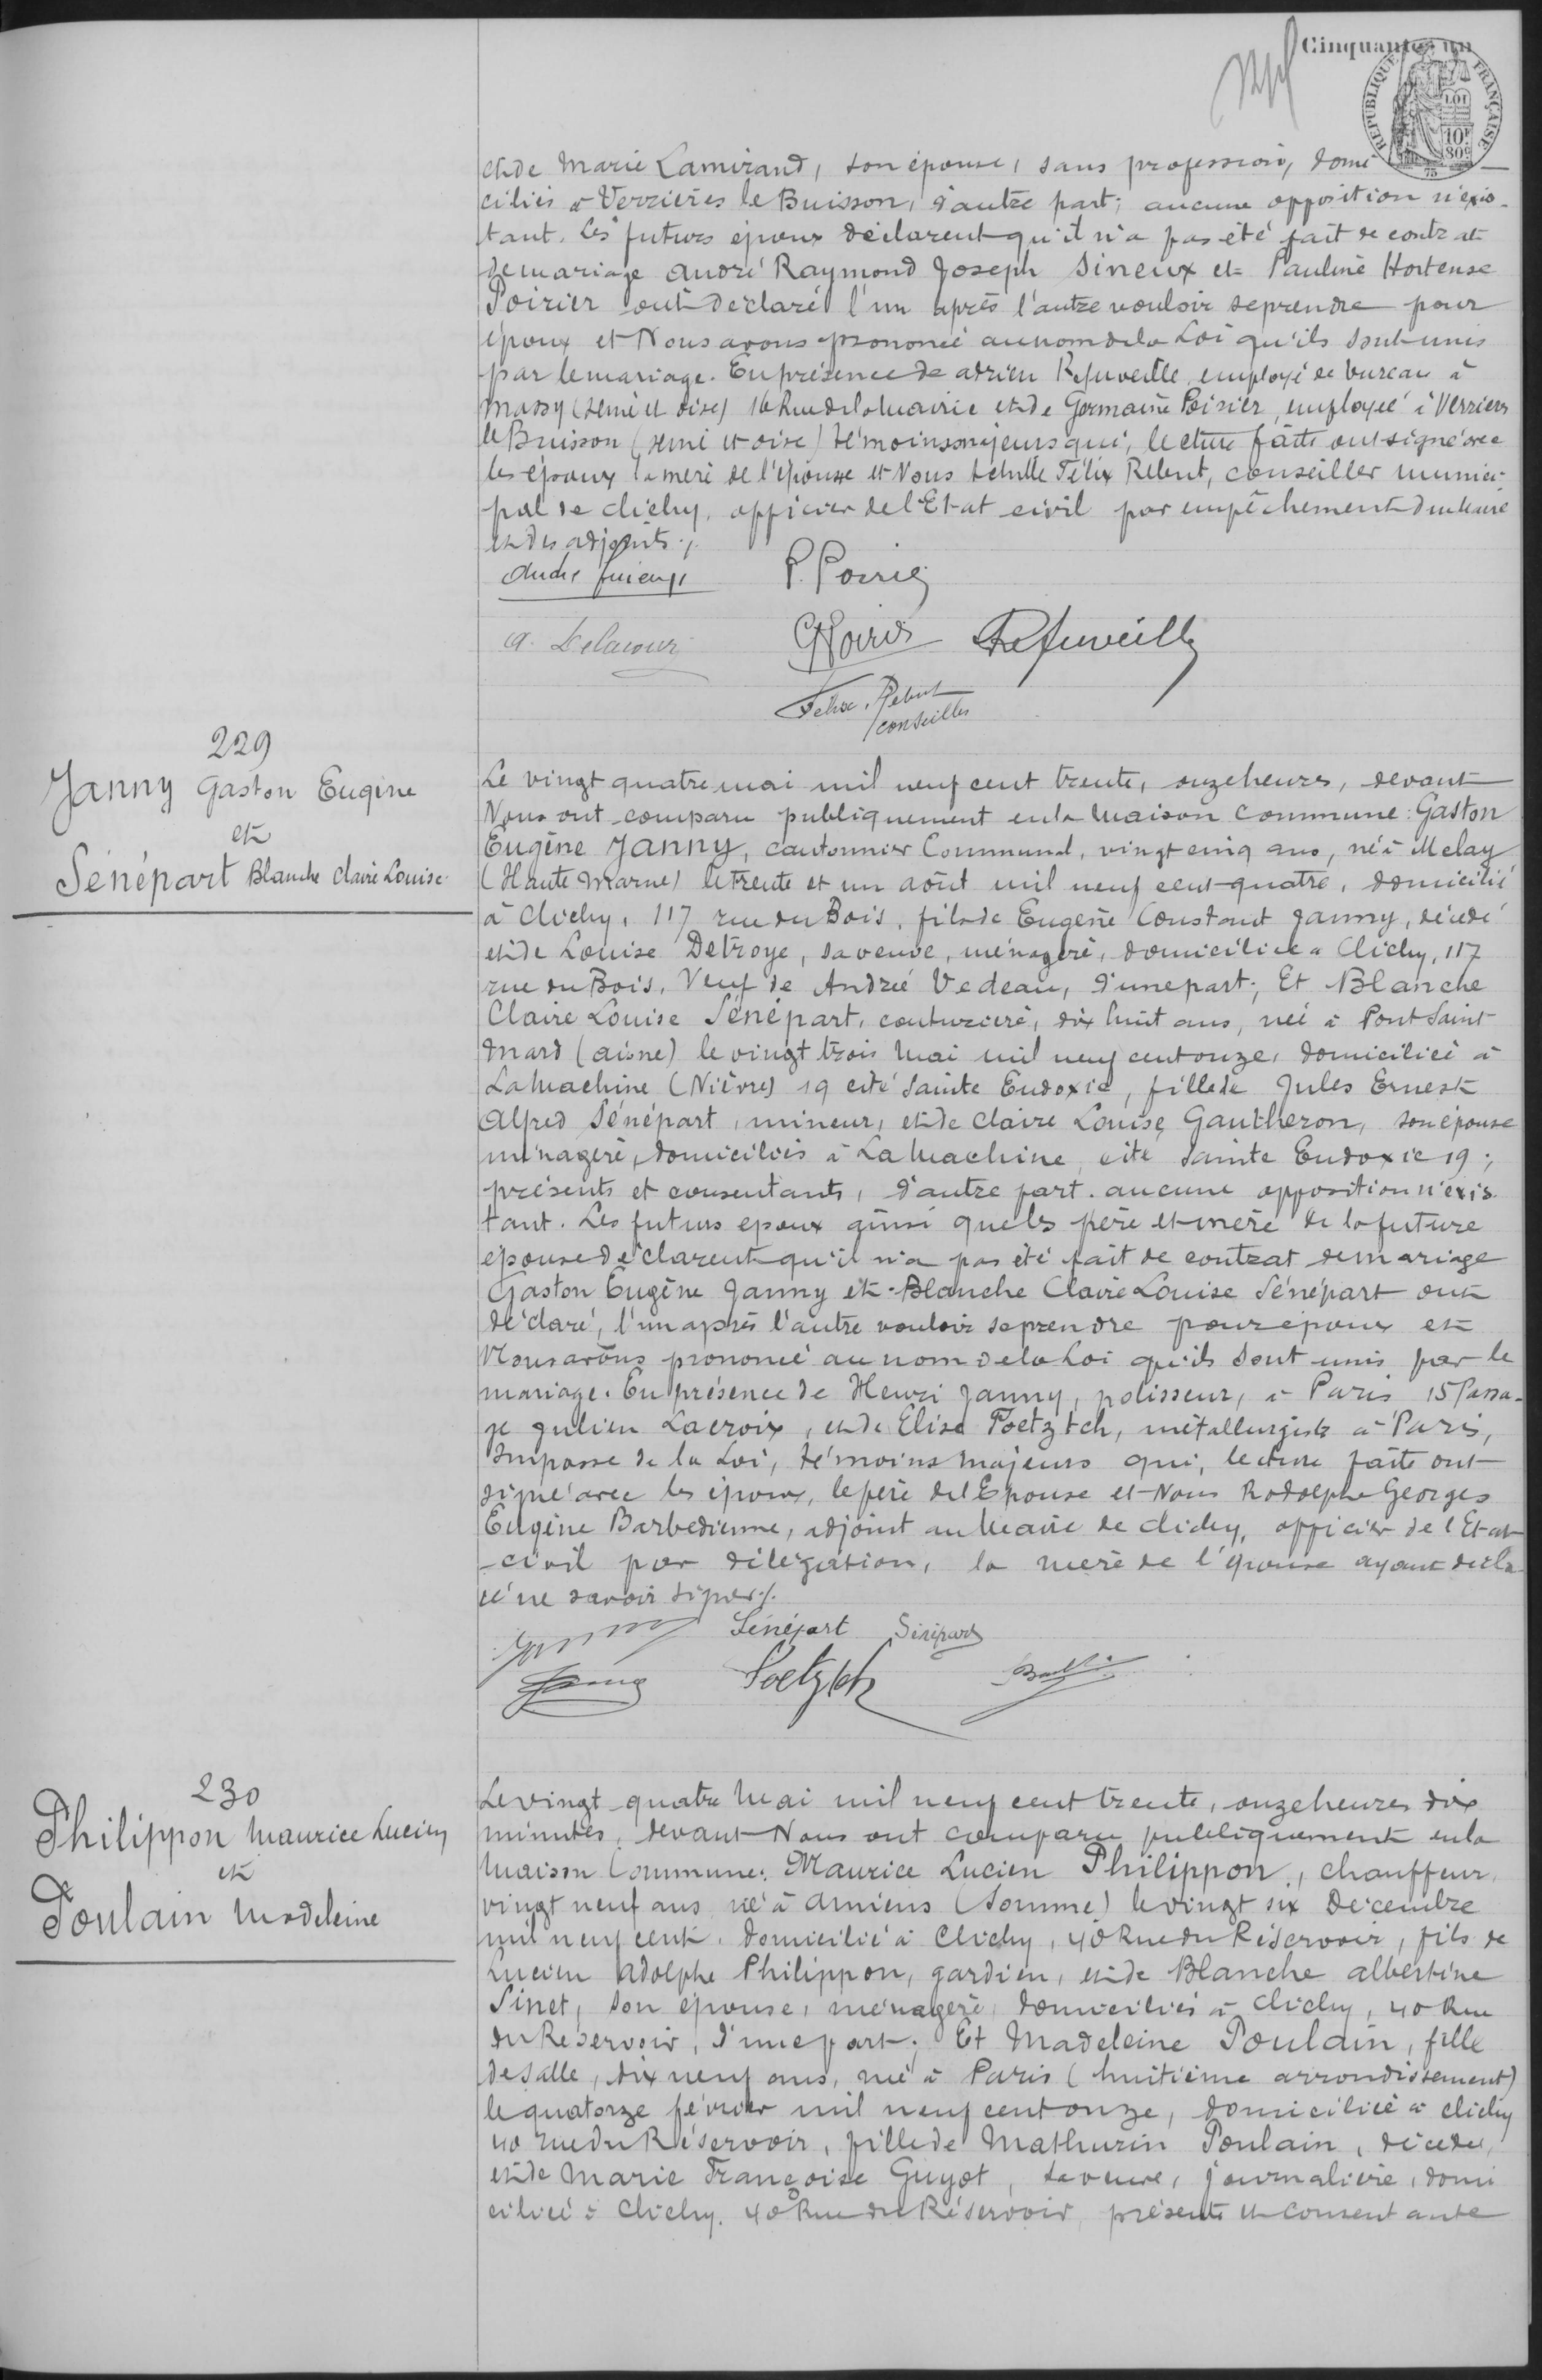 Cinquante-un
RÉPUBLIQUE FRANÇAISE
LOI
10F
80c
75
et de Marie Lamirand, son épouse, sans profession, domi
ciliés à Verrières le Buisson, d'autre part; aucune opposition n'exis-
tant. Les futurs époux déclarent qu'il n'a pas été fait de contrat
de mariage André Raymond Joseph Sineux et Pauline Hortense
Poirier ont déclaré l'un après l'autre vouloir se prendre pour
époux et Nous avons prononcé au nom de la Loi qu'ils sont unis
par le mariage. En présence de Adrien Refuveille employé de bureau à
Massy (Seine et Oise) 16 Rue de la Mairie et de Germaine Poirier, employée à Verrières
le Buisson (Seine et Oise) témoins majeurs qui, lecture faite ont signé avec
les époux la mère de l'épouse et Nous Achille Félix Rebut, conseiller munici-
pal de Clichy, officier de l'Etat civil par empêchement du Maire
et des adjoints ./.
André Sineux P. Poirier
a. Delacour G Poirier Refuveille
Félix Rebut
conseiller
229
Janny Gaston Eugène
et
Sénépart Blanche Claire Louise
Le vingt quatre mai mil neuf cent trente, onze heures, devant
Nous ont comparu publiquement en la Maison Commune: Gaston
Eugène Janny, cantonnier Communal, vingt cinq ans, né à Melay
(Haute Marne) le trente et un août mil neuf cent quatre, domicilié
à Clichy, 117 rue du Bois, fils de Eugène Constant Janny, décédé
et de Louise Detroye, sa veuve, ménagère, domiciliée à Clichy, 117
rue du Bois, Veuf de Andrée Vedeau, d'une part; Et Blanche
Claire Louise Sénépart, couturière, dix huit ans, née à Pont Saint
Mard (Aisne) le vingt trois Mai mil neuf cent onze, domiciliée à
La Machine (Nièvre) 19 cité Sainte Eudoxie, fille de Jules Ernest
Alfred Sénépart, mineur, et de Claire Louise Gautheron, son épouse
ménagère, domiciliés à La Machine, cité Sainte Eudoxie 19;
présents et consentants, d'autre part. aucune opposition n'exis
tant. Les futurs époux ainsi que les père et mère de la future
épouse déclarent qu'il n'a pas été fait de contrat de mariage
Gaston Eugène Janny et Blanche Claire Louise Sénépart ont
déclaré, l'un après l'autre vouloir se prendre pour époux et
Nous avons prononcé au nom de la Loi qu'ils sont unis par le
mariage. En présence de Henri Janny, polisseur, à Paris 15 Passa-
ge Julien Lacroix, et de Elisa Poetztch, métallurgiste à Paris,
Impasse de la Loi, témoins majeurs qui, lecture faite ont
signé avec les époux, le père de l'Epouse et Nous Rodolphe Georges
Eugène Barbedienne, adjoint au Maire de Clichy, officier de l'Etat
civil par délégation, la mère de l'épouse ayant décla
ré ne savoir signer ./.
Janny Sénépart Sénépart
Janny Poetztch
230
Philippon Maurice Lucien
et
Poulain Madeleine
Le vingt quatre Mai mil neuf cent trente, onze heures dix
minutes, devant Nous ont comparu publiquement en la
Maison Commune: Maurice Lucien Philippon, chauffeur,
vingt neuf ans né à Amiens (Somme) le vingt six Décembre
mil neuf cent, domicilié à Clichy, 40 Rue du Réservoir, fils de
Lucien Adolphe Philippon, gardien, et de Blanche Albertine
Sinet, son épouse, ménagère, domiciliés à Clichy, 40 Rue
du Réservoir, d'une part; Et Madeleine Poulain, fille
de salle, dix neuf ans, née à Paris (huitième arrondissement)
le quatorze février mil neuf cent onze, domiciliée à Clichy
40 rue du Réservoir, fille de Mathurin Poulain, décédé,
et de Marie Françoise Guyot, sa veuve, journalière, domi
ciliée à Clichy, 40 Rue du Réservoir, présente et consentante